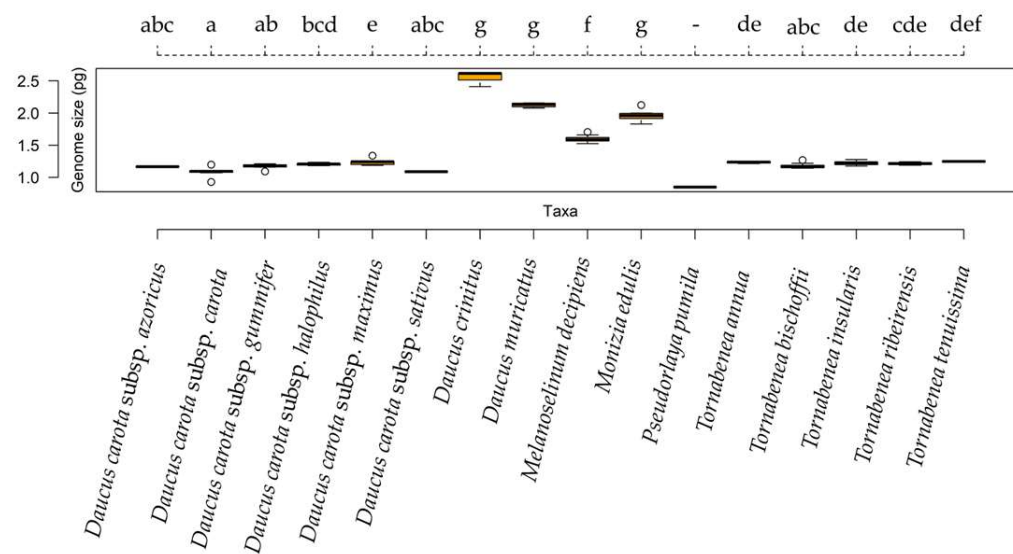 abc a ab bcd e abc g g f g - de abc de cde def
Genome size (pg)
2.5
2.0
1.5
1.0
Taxa
Daucus carota subsp. azoricus
Daucus carota subsp. carota
Daucus carota subsp. gummifer
Daucus carota subsp. halophilus
Daucus carota subsp. maximus
Daucus carota subsp. sativus
Daucus crinitus
Daucus muricatus
Melanoselinum decipiens
Monizia edulis
Pseudorlaya pumila
Tornabenea annua
Tornabenea bischoffii
Tornabenea insularis
Tornabenea ribeirensis
Tornabenea tenuissima